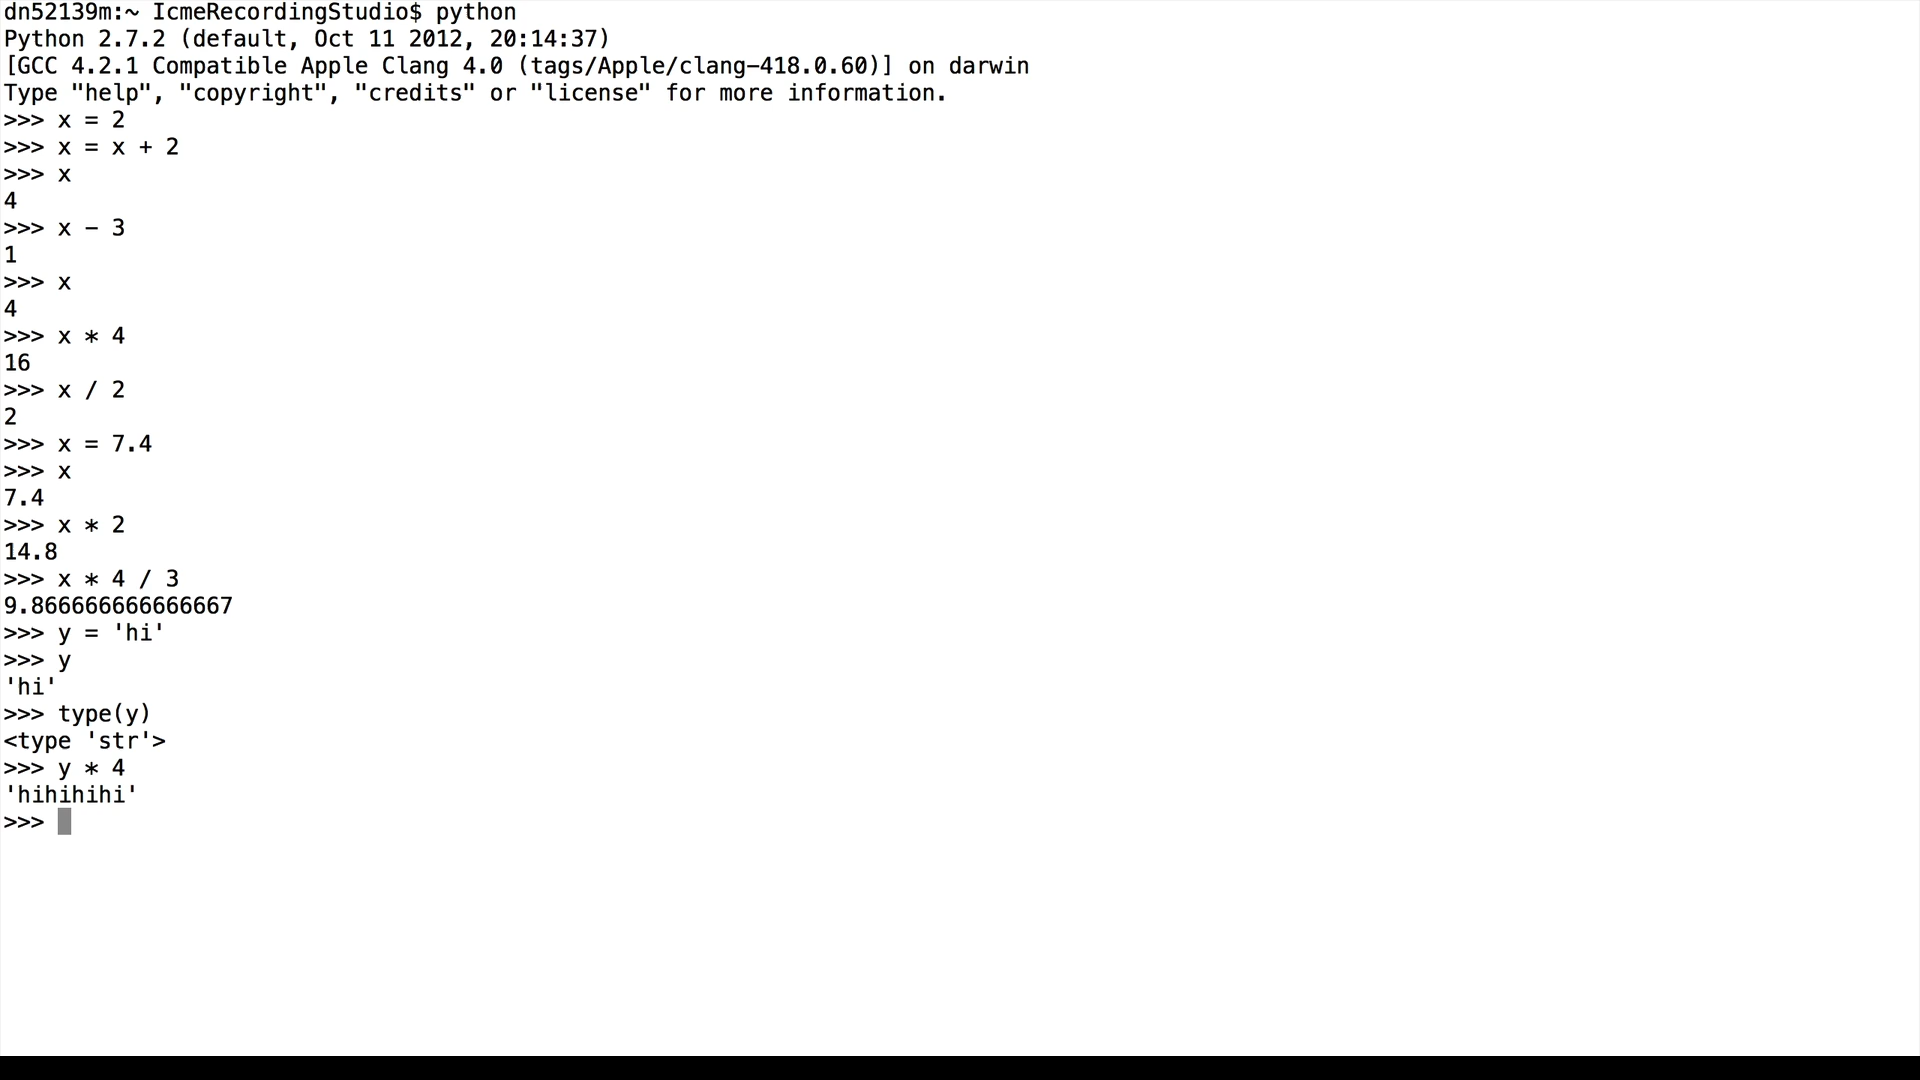 dn52139m:~ IcmeRecordingStudio$ python
Python 2.7.2 (default, Oct 11 2012, 20:14:37)
[GCC 4.2.1 Compatible Apple Clang 4.0 (tags/Apple/clang-418.0.60)] on darwin
Type "help", "copyright", "credits" or "license" for more information.
>>> x = 2
>>> x = x + 2
>>> x
4
>>> x - 3
1
>>> x
4
>>> x * 4
16
>>> x / 2
2
>>> x = 7.4
>>> x
7.4
>>> x * 2
14.8
>>> x * 4 / 3
9.866666666666667
>>> y = 'hi'
>>> y
'hi'
>>> type(y)
<type 'str'>
>>> y * 4
'hihihihi'
>>>